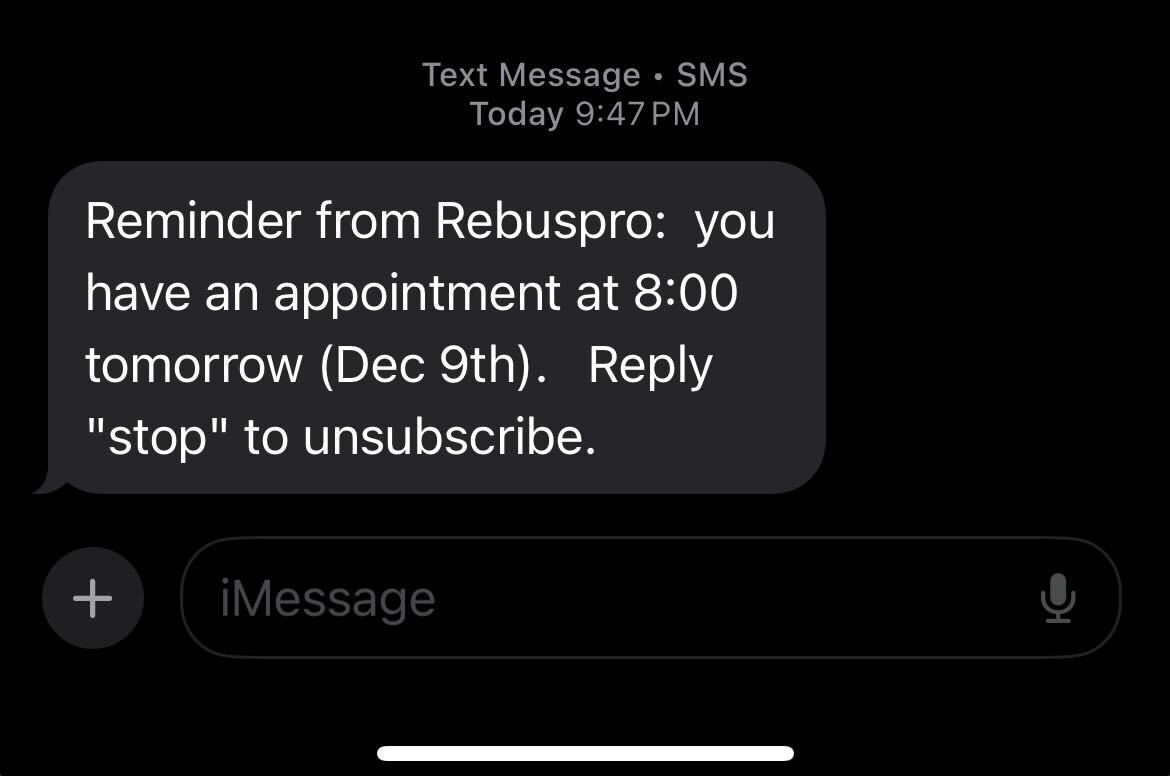 Text Message • SMS
Today 9:47 PM
Reminder from Rebuspro:  you
have an appointment at 8:00
tomorrow (Dec 9th).   Reply
"stop" to unsubscribe.
iMessage